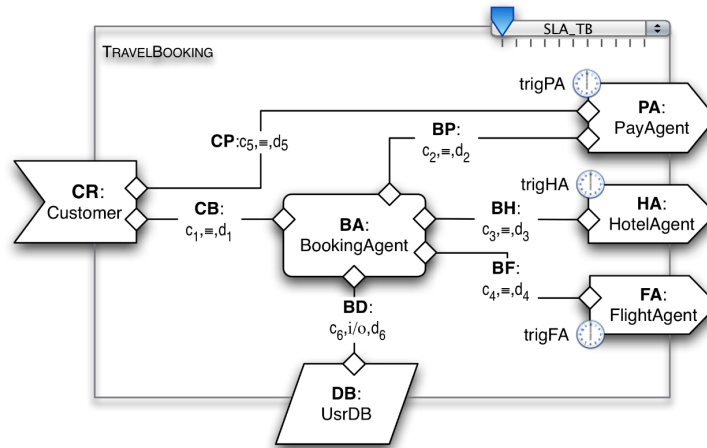 SLA_TB
TRAVELBOOKING
trigPA
PA:
PayAgent
CP:c5,≡,d5
BP:
c2,≡,d2
CR:
Customer
trigHA
HA:
HotelAgent
CB:
c1,≡,d1
BA:
BookingAgent
BH:
c3,≡,d3
BF:
c4,≡,d4
FA:
FlightAgent
trigFA
BD:
c6,i/o,d6
DB:
UsrDB